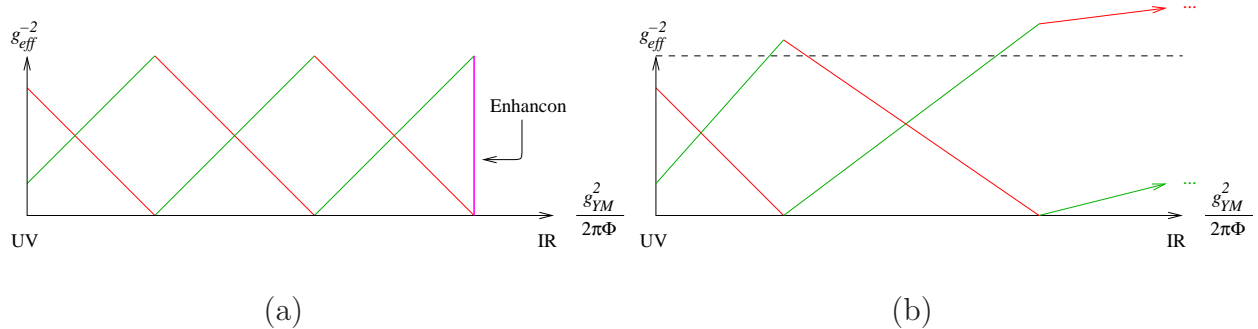 g_{eff}^{-2}
Enhancon
UV
IR
g_{YM}^{2}
2πΦ
(a)
g_{eff}^{-2}
...
...
UV
IR
g_{YM}^{2}
2πΦ
(b)